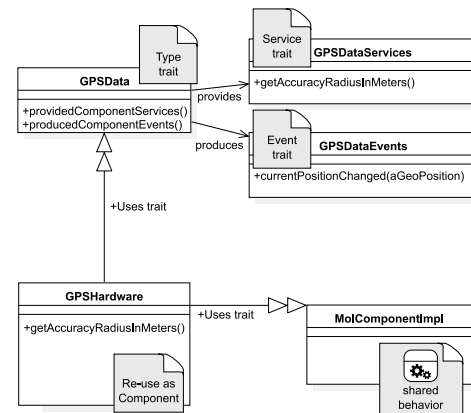 Type
trait
GPSData
+providedComponentServices()
+producedComponentEvents()
provides
produces
Service
trait
GPSDataServices
+getAccuracyRadiusInMeters()
Event
trait
GPSDataEvents
+currentPositionChanged(aGeoPosition)
+Uses trait
GPSHardware
+getAccuracyRadiusInMeters()
Re-use as
Component
+Uses trait
MolComponentImpl
shared
behavior